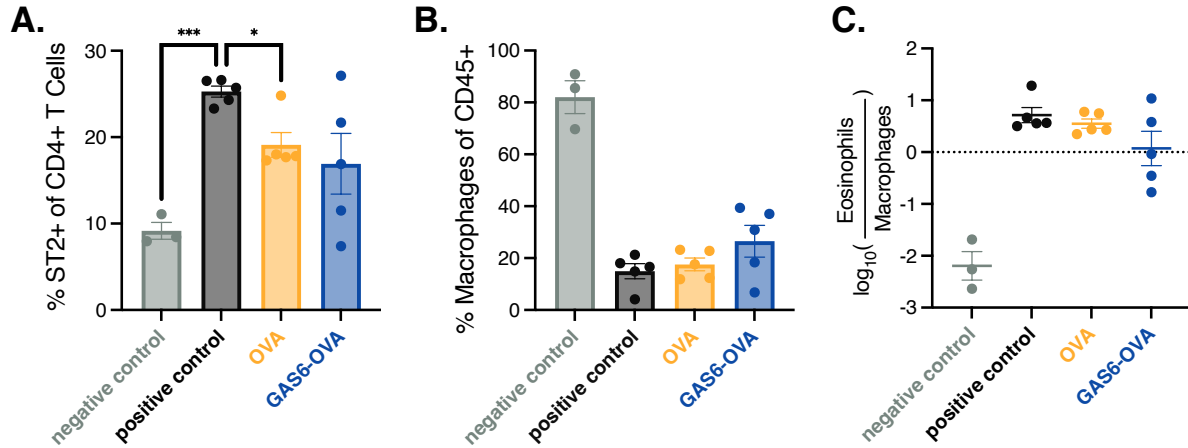 A.
% ST2+ of CD4+ T Cells
30
20
10
0
***
*
negative control
positive control
OVA
GAS6-OVA
B.
% Macrophages of CD45+
100
80
60
40
20
0
negative control
positive control
OVA
GAS6-OVA
C.
log10( Eosinophils / Macrophages )
2
1
0
-1
-2
-3
negative control
positive control
OVA
GAS6-OVA